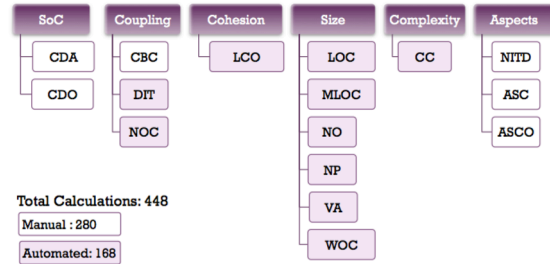 SoC
Coupling
Cohesion
Size
Complexity
Aspects
CDA
CBC
LCO
LOC
CC
NITD
CDO
DIT
MLOC
ASC
NOC
NO
ASCO
NP
VA
WOC
Total Calculations: 448
Manual : 280
Automated: 168